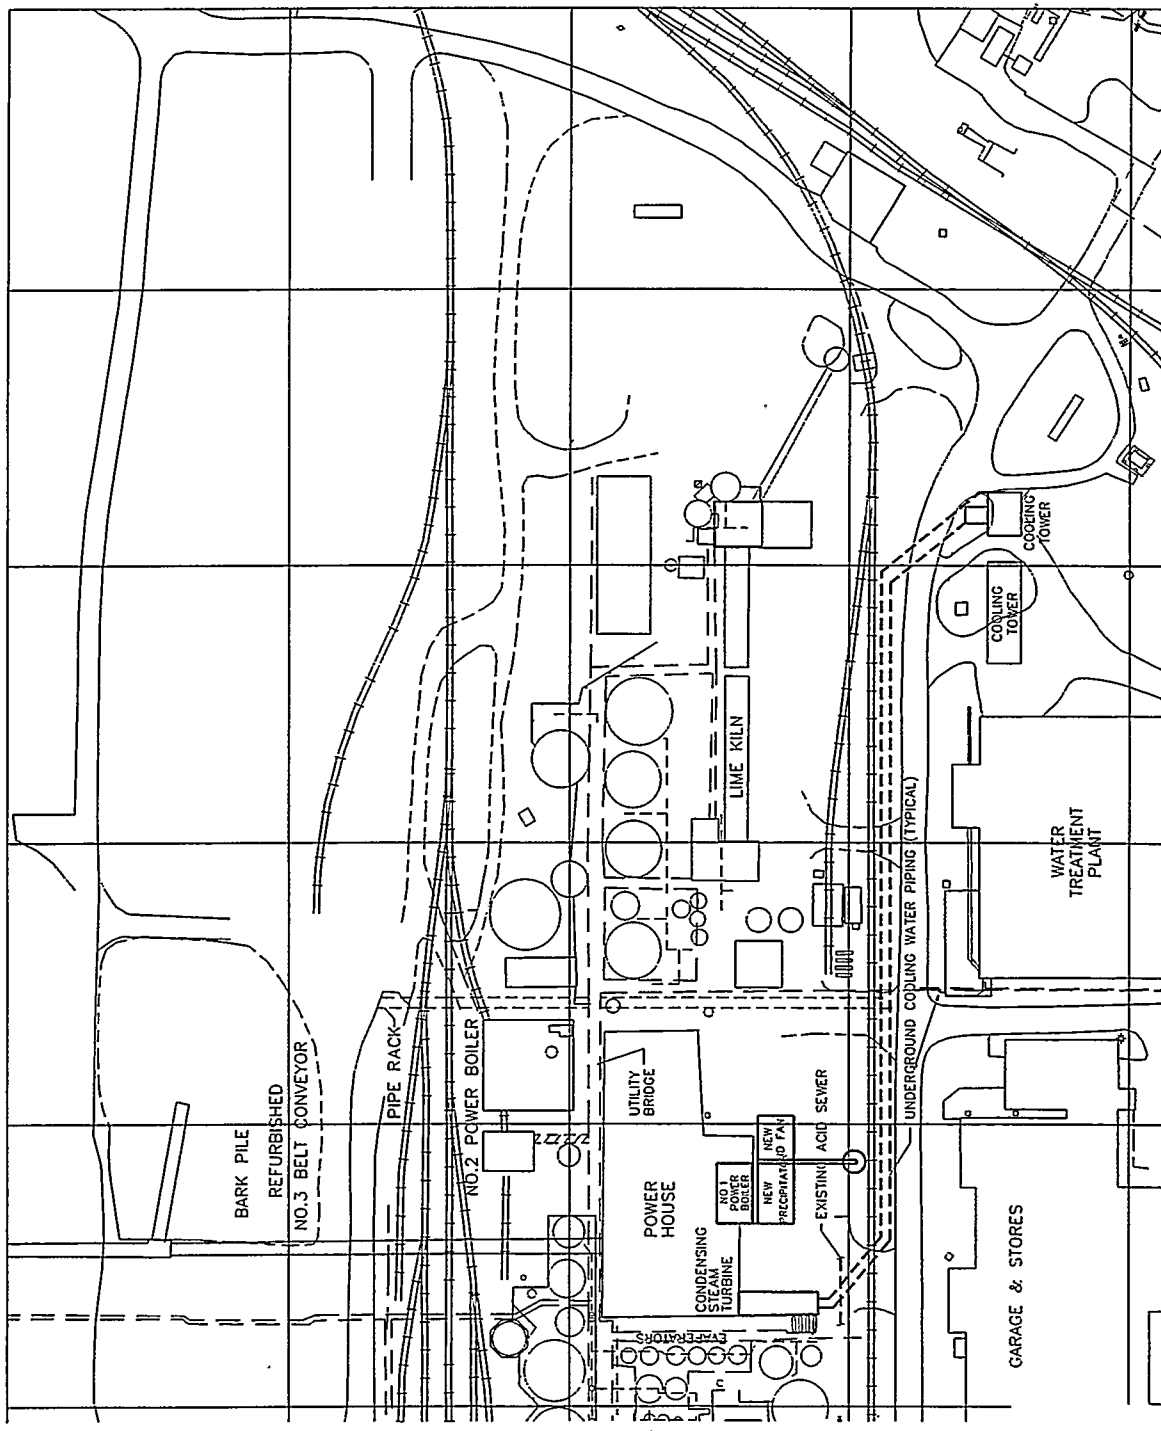 COOLING
TOWER
COOLING
TOWER
LIME KILN
UNDERGROUND COOLING WATER PIPING (TYPICAL)
WATER
TREATMENT
PLANT
PIPE RACK
NO.2 POWER BOILER
BARK PILE
REFURBISHED
NO.3 BELT CONVEYOR
UTILITY
BRIDGE
POWER
HOUSE
NO 1
POWER
BOILER
NEW
ID FAN
NEW
PRECIPITATOR
EXISTING ACID SEWER
CONDENSING
STEAM
TURBINE
EVAPORATORS
GARAGE & STORES